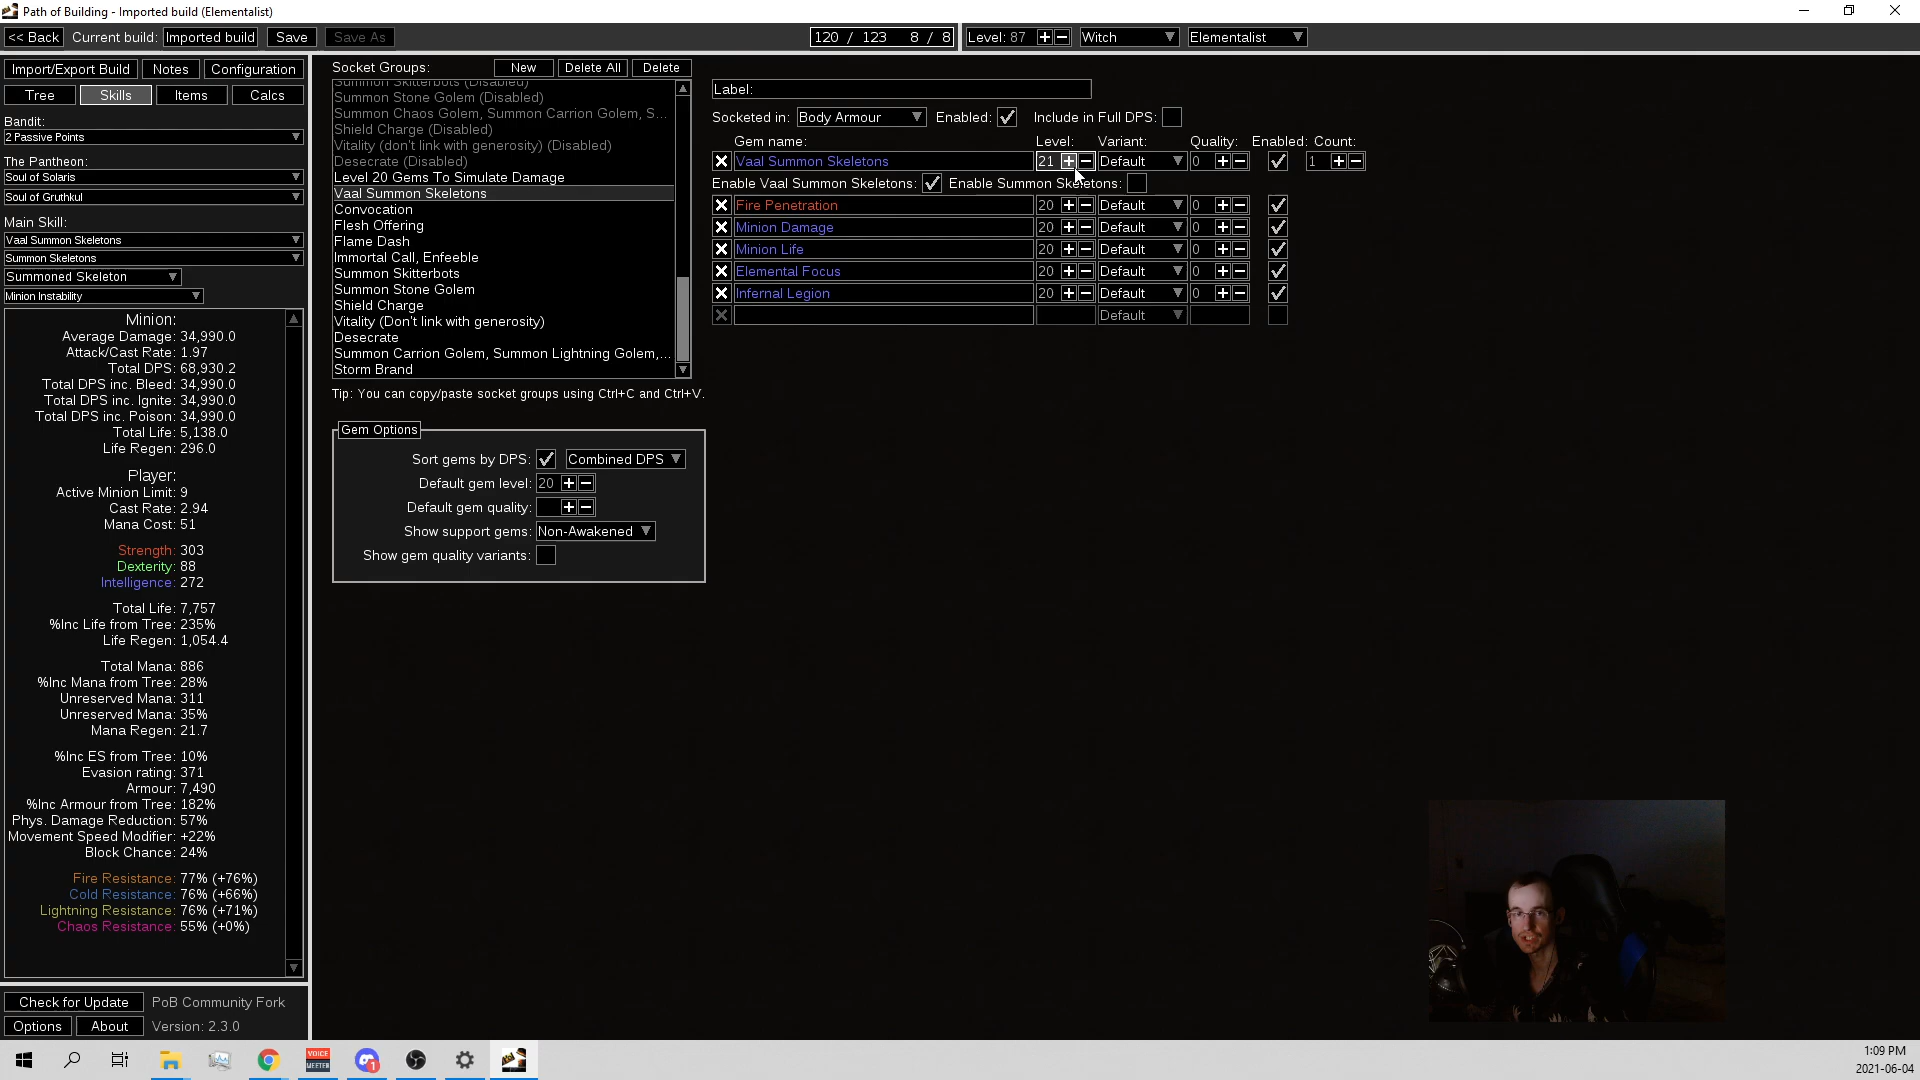 Path of Building - Imported build (Elementalist)
<< Back Current build: Imported build Save Save As 120 / 123 8 / 8 Level: 87 + − Witch Elementalist
Import/Export Build Notes Configuration
Tree Skills Items Calcs
Bandit:
2 Passive Points
The Pantheon:
Soul of Solaris
Soul of Gruthkul
Main Skill:
Vaal Summon Skeletons
Summon Skeletons
Summoned Skeleton
Minion Instability
Minion:
Average Damage: 34,990.0
Attack/Cast Rate: 1.97
Total DPS: 68,930.2
Total DPS inc. Bleed: 34,990.0
Total DPS inc. Ignite: 34,990.0
Total DPS inc. Poison: 34,990.0
Total Life: 5,138.0
Life Regen: 296.0
Player:
Active Minion Limit: 9
Cast Rate: 2.94
Mana Cost: 51
Strength: 303
Dexterity: 88
Intelligence: 272
Total Life: 7,757
%Inc Life from Tree: 235%
Life Regen: 1,054.4
Total Mana: 886
%Inc Mana from Tree: 28%
Unreserved Mana: 311
Unreserved Mana: 35%
Mana Regen: 21.7
%Inc ES from Tree: 10%
Evasion rating: 371
Armour: 7,490
%Inc Armour from Tree: 182%
Phys. Damage Reduction: 57%
Movement Speed Modifier: +22%
Block Chance: 24%
Fire Resistance: 77% (+76%)
Cold Resistance: 76% (+66%)
Lightning Resistance: 76% (+71%)
Chaos Resistance: 55% (+0%)
Check for Update PoB Community Fork
Options About Version: 2.3.0
Socket Groups: New Delete All Delete
Summon Skitterbots (Disabled)
Summon Stone Golem (Disabled)
Summon Chaos Golem, Summon Carrion Golem, S...
Shield Charge (Disabled)
Vitality (don't link with generosity) (Disabled)
Desecrate (Disabled)
Level 20 Gems To Simulate Damage
Vaal Summon Skeletons
Convocation
Flesh Offering
Flame Dash
Immortal Call, Enfeeble
Summon Skitterbots
Summon Stone Golem
Shield Charge
Vitality (Don't link with generosity)
Desecrate
Summon Carrion Golem, Summon Lightning Golem,...
Storm Brand
Tip: You can copy/paste socket groups using Ctrl+C and Ctrl+V.
Gem Options
Sort gems by DPS: Combined DPS
Default gem level: 20 + −
Default gem quality: + −
Show support gems: Non-Awakened
Show gem quality variants:
Label:
Socketed in: Body Armour Enabled: Include in Full DPS:
Gem name: Level: Variant: Quality: Enabled: Count:
Vaal Summon Skeletons 21 + − Default 0 + − 1 + −
Enable Vaal Summon Skeletons: Enable Summon Skeletons:
Fire Penetration 20 + − Default 0 + −
Minion Damage 20 + − Default 0 + −
Minion Life 20 + − Default 0 + −
Elemental Focus 20 + − Default 0 + −
Infernal Legion 20 + − Default 0 + −
Default
VOICE
MEETER
1
1:09 PM
2021-06-04